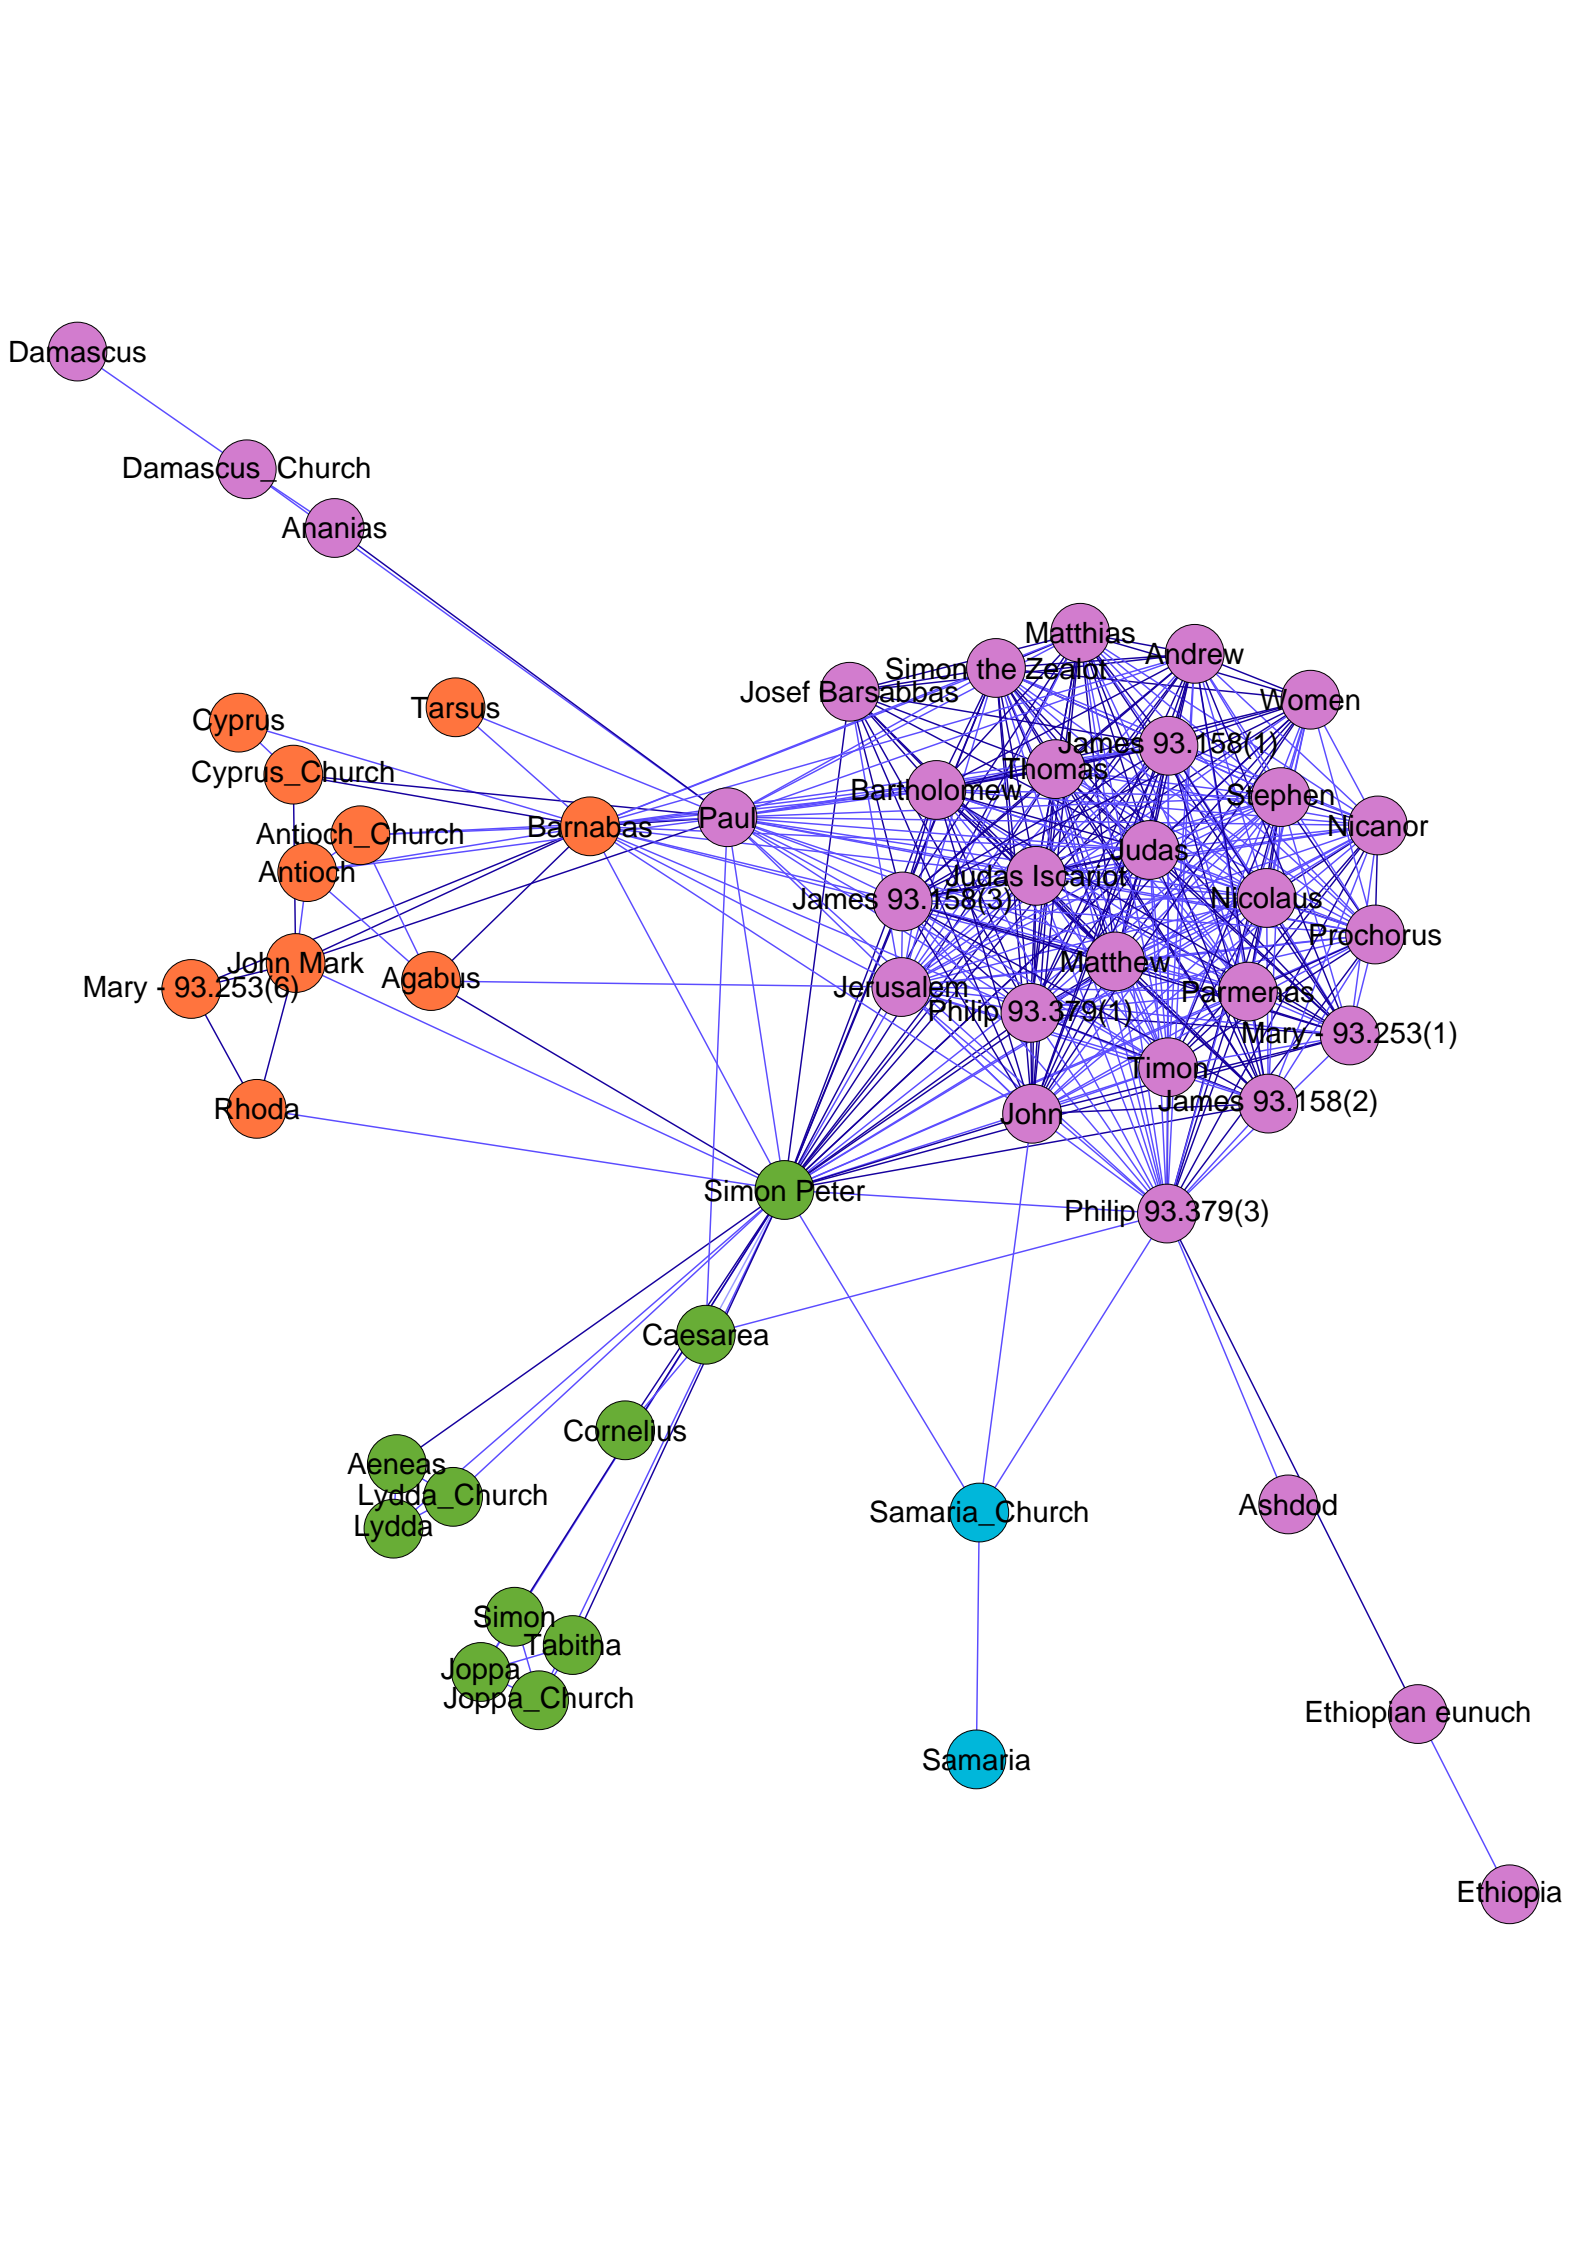 Damascus
Damascus_Church
Ananias
Matthias
Andrew
Simon the Zealot
Josef Barsabbas
Women
Tarsus
Cyprus
James 93.158(1)
Cyprus_Church
Thomas
Bartholomew
Stephen
Paul
Barnabas
Nicanor
Antioch_Church
Judas
Antioch
Judas Iscariot
James 93.158(3)
Nicolaus
Prochorus
John Mark
Matthew
Agabus
Mary - 93.253(6)
Jerusalem
Parmenas
Philip 93.379(1)
Mary - 93.253(1)
Timon
James 93.158(2)
Rhoda
John
Simon Peter
Philip 93.379(3)
Caesarea
Cornelius
Aeneas
Lydda_Church
Lydda
Samaria_Church
Ashdod
Simon
Tabitha
Joppa
Joppa_Church
Ethiopian eunuch
Samaria
Ethiopia